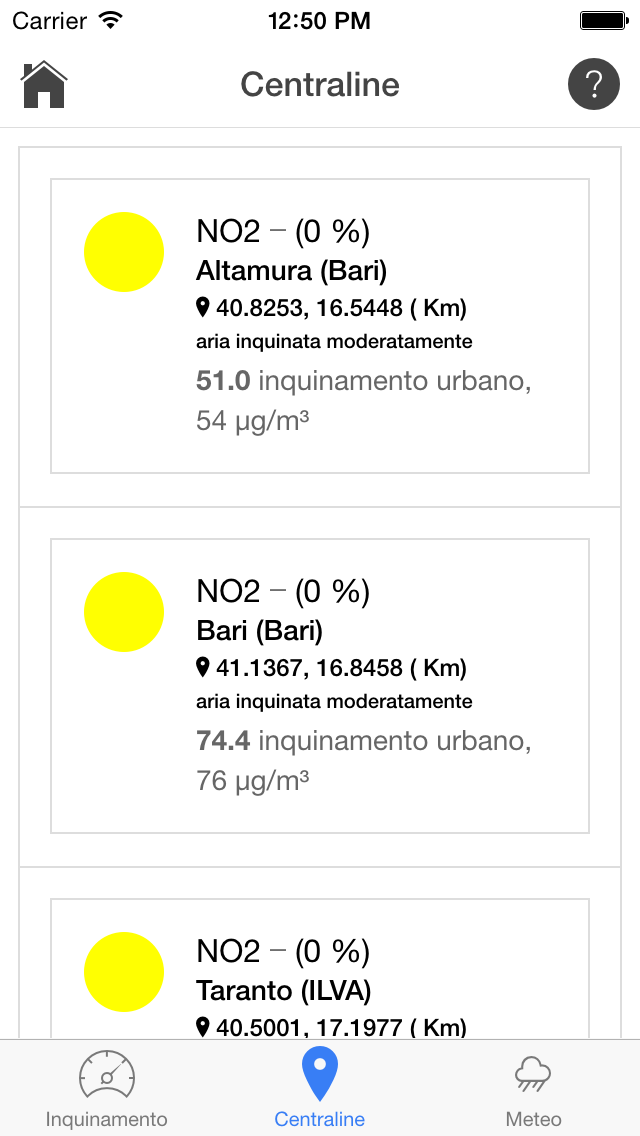 Carrier 12:50 PM
Centraline ?
NO2 – (0 %)
Altamura (Bari)
40.8253, 16.5448 ( Km)
aria inquinata moderatamente
51.0 inquinamento urbano,
54 µg/m³
NO2 – (0 %)
Bari (Bari)
41.1367, 16.8458 ( Km)
aria inquinata moderatamente
74.4 inquinamento urbano,
76 µg/m³
NO2 – (0 %)
Taranto (ILVA)
40.5001, 17.1977 ( Km)
Inquinamento Centraline Meteo